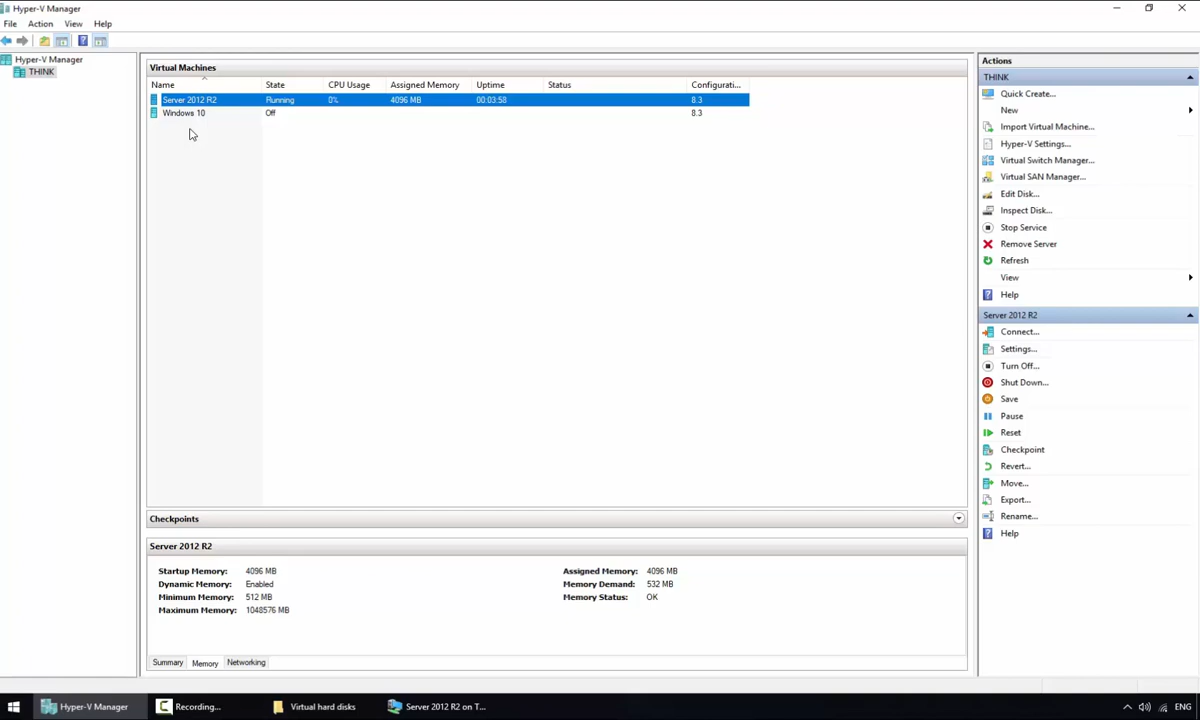 Hyper-V Manager
File Action View Help
Hyper-V Manager
THINK
Virtual Machines
Name State CPU Usage Assigned Memory Uptime Status Configurati...
Server 2012 R2 Running 0% 4096 MB 00:03:58 8.3
Windows 10 Off 8.3
Checkpoints
Server 2012 R2
Startup Memory: 4096 MB
Dynamic Memory: Enabled
Minimum Memory: 512 MB
Maximum Memory: 1048576 MB
Assigned Memory: 4096 MB
Memory Demand: 532 MB
Memory Status: OK
Summary Memory Networking
Actions
THINK
Quick Create...
New
Import Virtual Machine...
Hyper-V Settings...
Virtual Switch Manager...
Virtual SAN Manager...
Edit Disk...
Inspect Disk...
Stop Service
Remove Server
Refresh
View
Help
Server 2012 R2
Connect...
Settings...
Turn Off...
Shut Down...
Save
Pause
Reset
Checkpoint
Revert...
Move...
Export...
Rename...
Help
Hyper-V Manager Recording... Virtual hard disks Server 2012 R2 on T... ENG